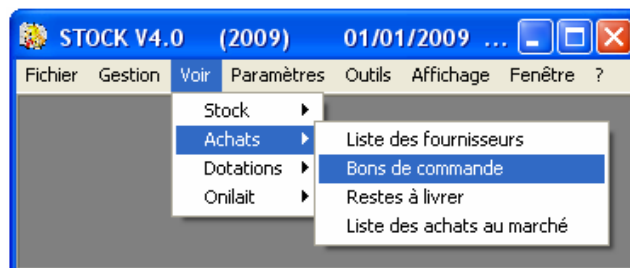 STOCK V4.0 (2009) 01/01/2009 ...
Fichier Gestion Voir Paramètres Outils Affichage Fenêtre ?
Stock
Achats
Dotations
Onilait
Liste des fournisseurs
Bons de commande
Restes à livrer
Liste des achats au marché